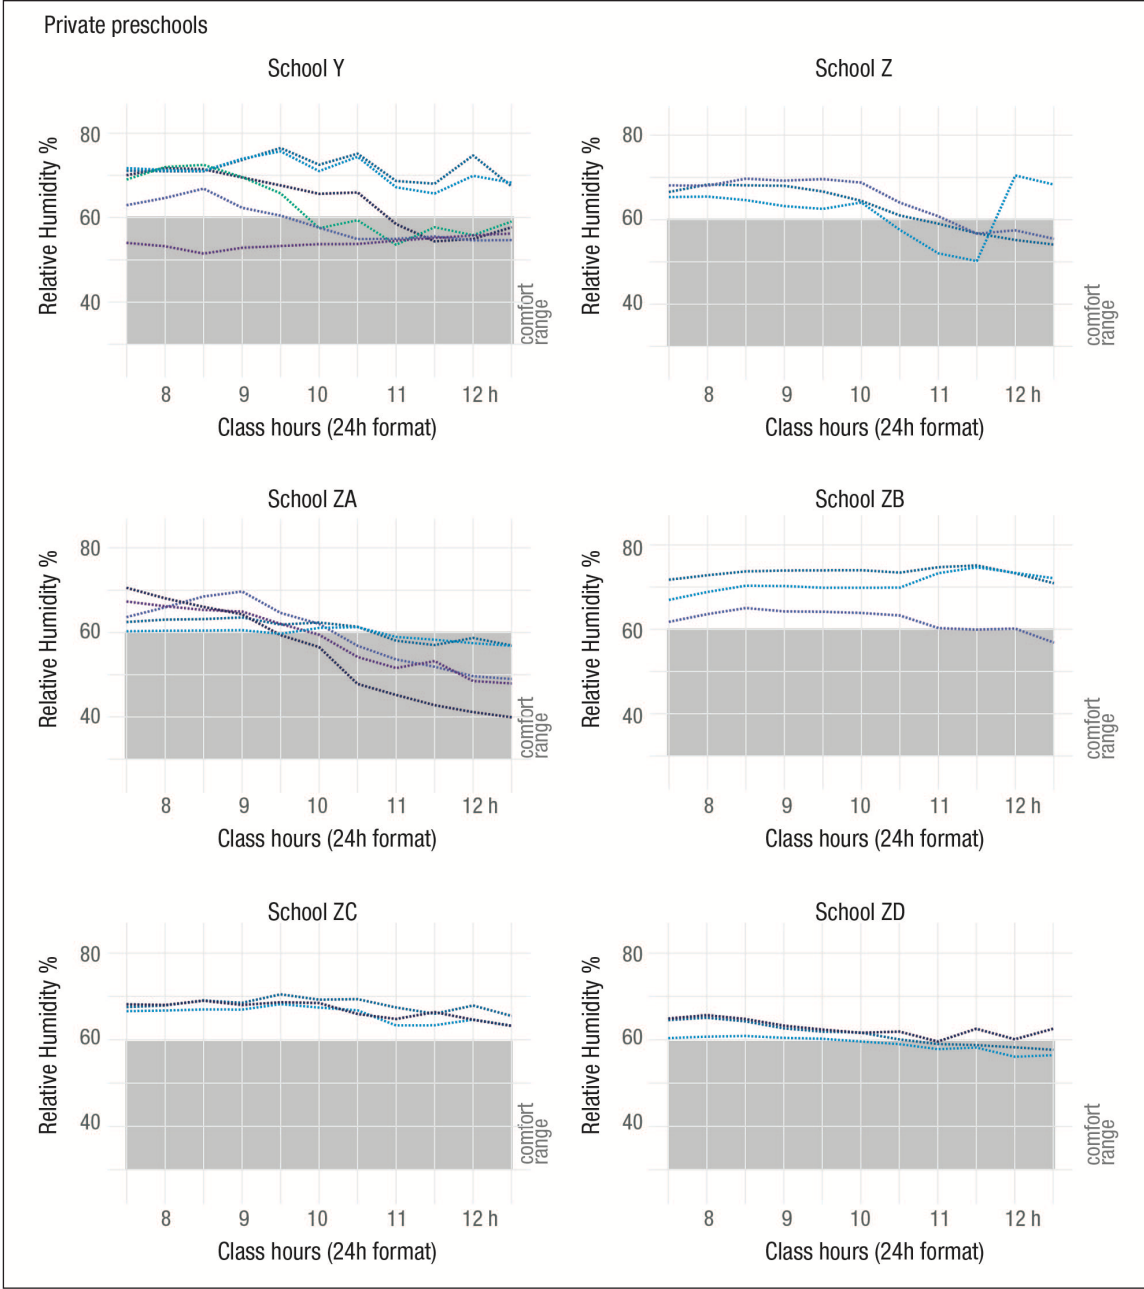 Private preschools
School Y
Relative Humidity %
80
60
40
comfort
range
8 9 10 11 12 h
Class hours (24h format)
School Z
Relative Humidity %
80
60
40
comfort
range
8 9 10 11 12 h
Class hours (24h format)
School ZA
Relative Humidity %
80
60
40
comfort
range
8 9 10 11 12 h
Class hours (24h format)
School ZB
Relative Humidity %
80
60
40
comfort
range
8 9 10 11 12 h
Class hours (24h format)
School ZC
Relative Humidity %
80
60
40
comfort
range
8 9 10 11 12 h
Class hours (24h format)
School ZD
Relative Humidity %
80
60
40
comfort
range
8 9 10 11 12 h
Class hours (24h format)